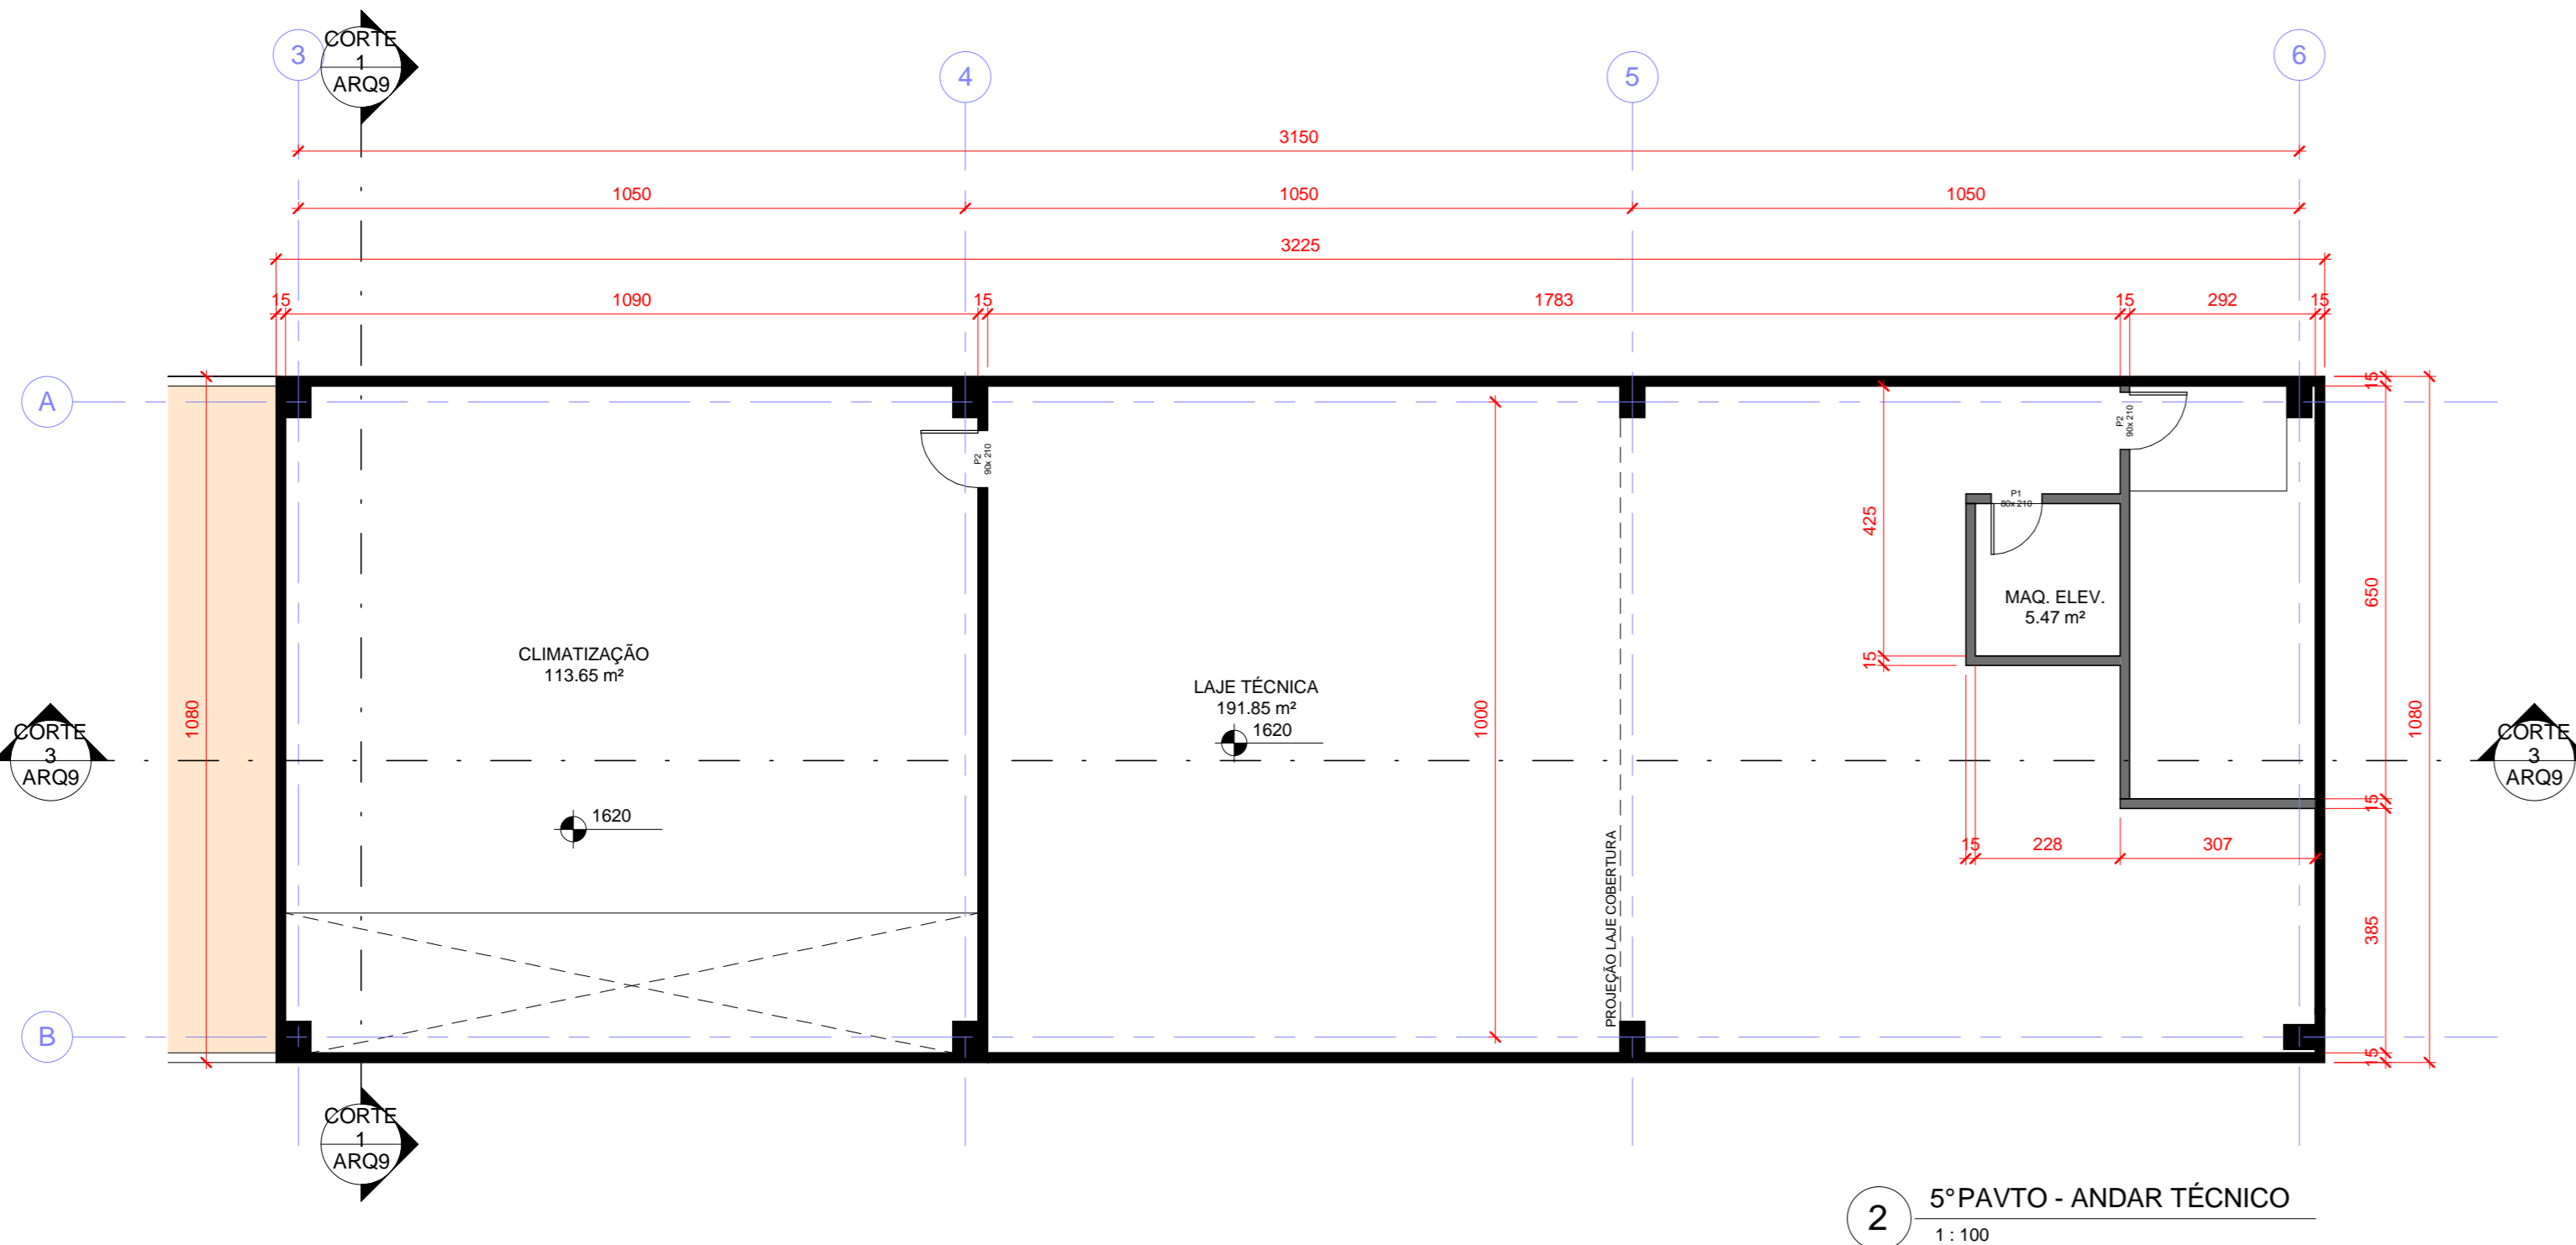 CORTE
1
ARQ9
3
4
5
6
3150
1050
1050
1050
3225
15
1090
15
1783
15
292
15
A
P2
90x 210
P2
90x 210
15
P1
80x 210
425
650
MAQ. ELEV.
5.47 m²
CLIMATIZAÇÃO
113.65 m²
15
LAJE TÉCNICA
191.85 m²
1620
1080
1000
1080
CORTE
3
ARQ9
CORTE
3
ARQ9
1620
15
15
228
307
PROJEÇÃO LAJE COBERTURA
385
B
15
CORTE
1
ARQ9
2
5°PAVTO - ANDAR TÉCNICO
1 : 100